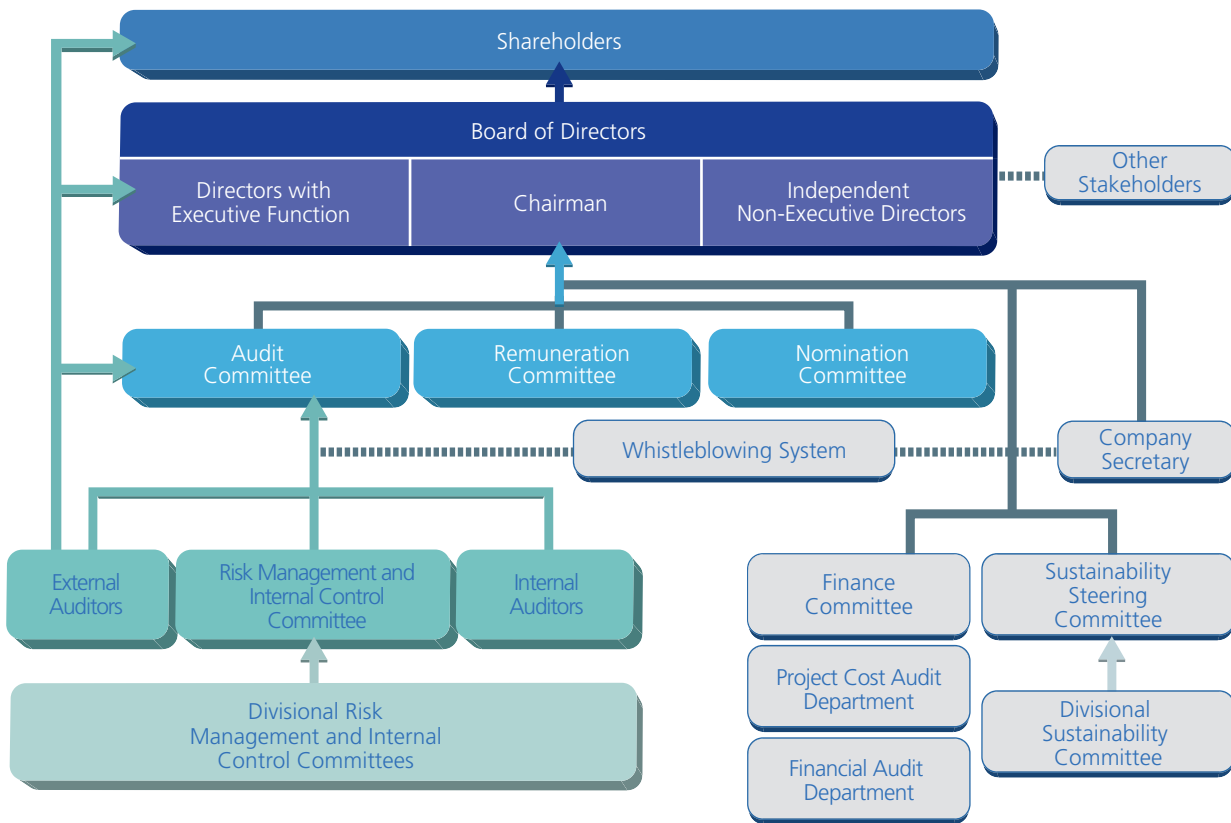 Shareholders
Board of Directors
Directors with
Executive Function
Chairman
Independent
Non-Executive Directors
Other
Stakeholders
Audit
Committee
Remuneration
Committee
Nomination
Committee
Whistleblowing System
Company
Secretary
External
Auditors
Risk Management and
Internal Control
Committee
Internal
Auditors
Finance
Committee
Sustainability
Steering
Committee
Project Cost Audit
Department
Divisional Risk
Management and Internal
Control Committees
Divisional
Sustainability
Committee
Financial Audit
Department